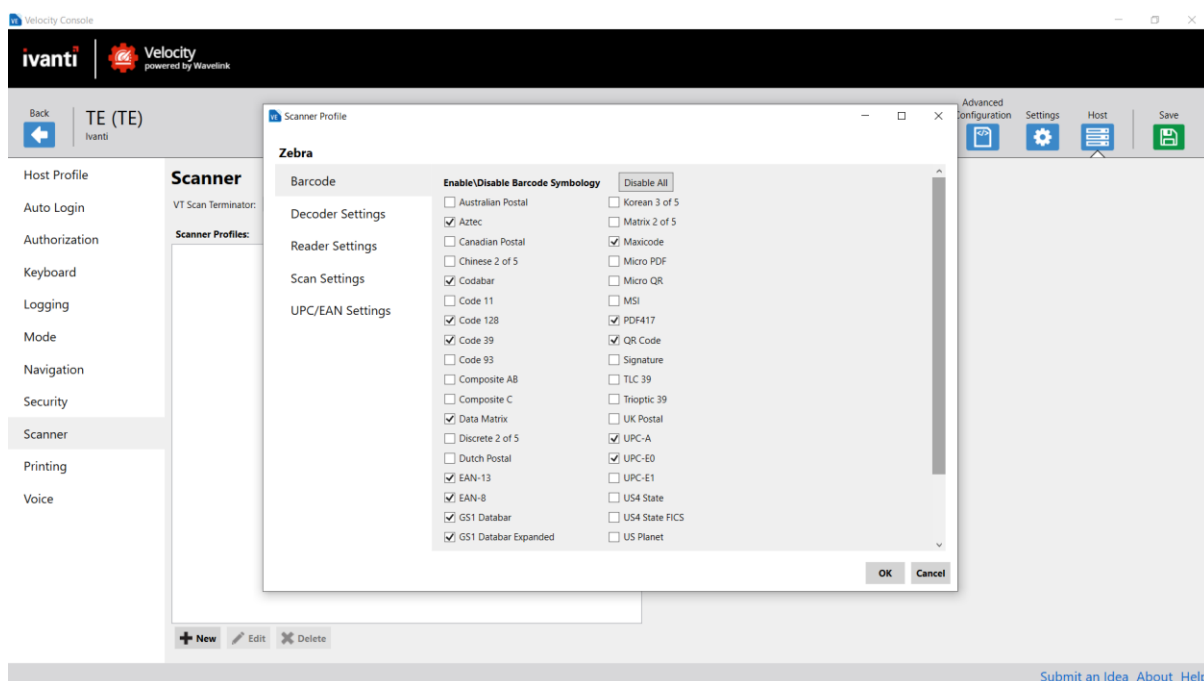 Velocity Console
ivanti
Velocity
powered by Wavelink
Back
TE (TE)
Ivanti
Advanced
Configuration
Settings
Host
Save
Host Profile
Auto Login
Authorization
Keyboard
Logging
Mode
Navigation
Security
Scanner
Printing
Voice
Scanner
VT Scan Terminator:
Scanner Profiles:
New
Edit
Delete
Scanner Profile
Zebra
Barcode
Decoder Settings
Reader Settings
Scan Settings
UPC/EAN Settings
Enable\Disable Barcode Symbology
Disable All
Australian Postal
Aztec
Canadian Postal
Chinese 2 of 5
Codabar
Code 11
Code 128
Code 39
Code 93
Composite AB
Composite C
Data Matrix
Discrete 2 of 5
Dutch Postal
EAN-13
EAN-8
GS1 Databar
GS1 Databar Expanded
Korean 3 of 5
Matrix 2 of 5
Maxicode
Micro PDF
Micro QR
MSI
PDF417
QR Code
Signature
TLC 39
Trioptic 39
UK Postal
UPC-A
UPC-E0
UPC-E1
US4 State
US4 State FICS
US Planet
OK
Cancel
Submit an Idea
About
Help